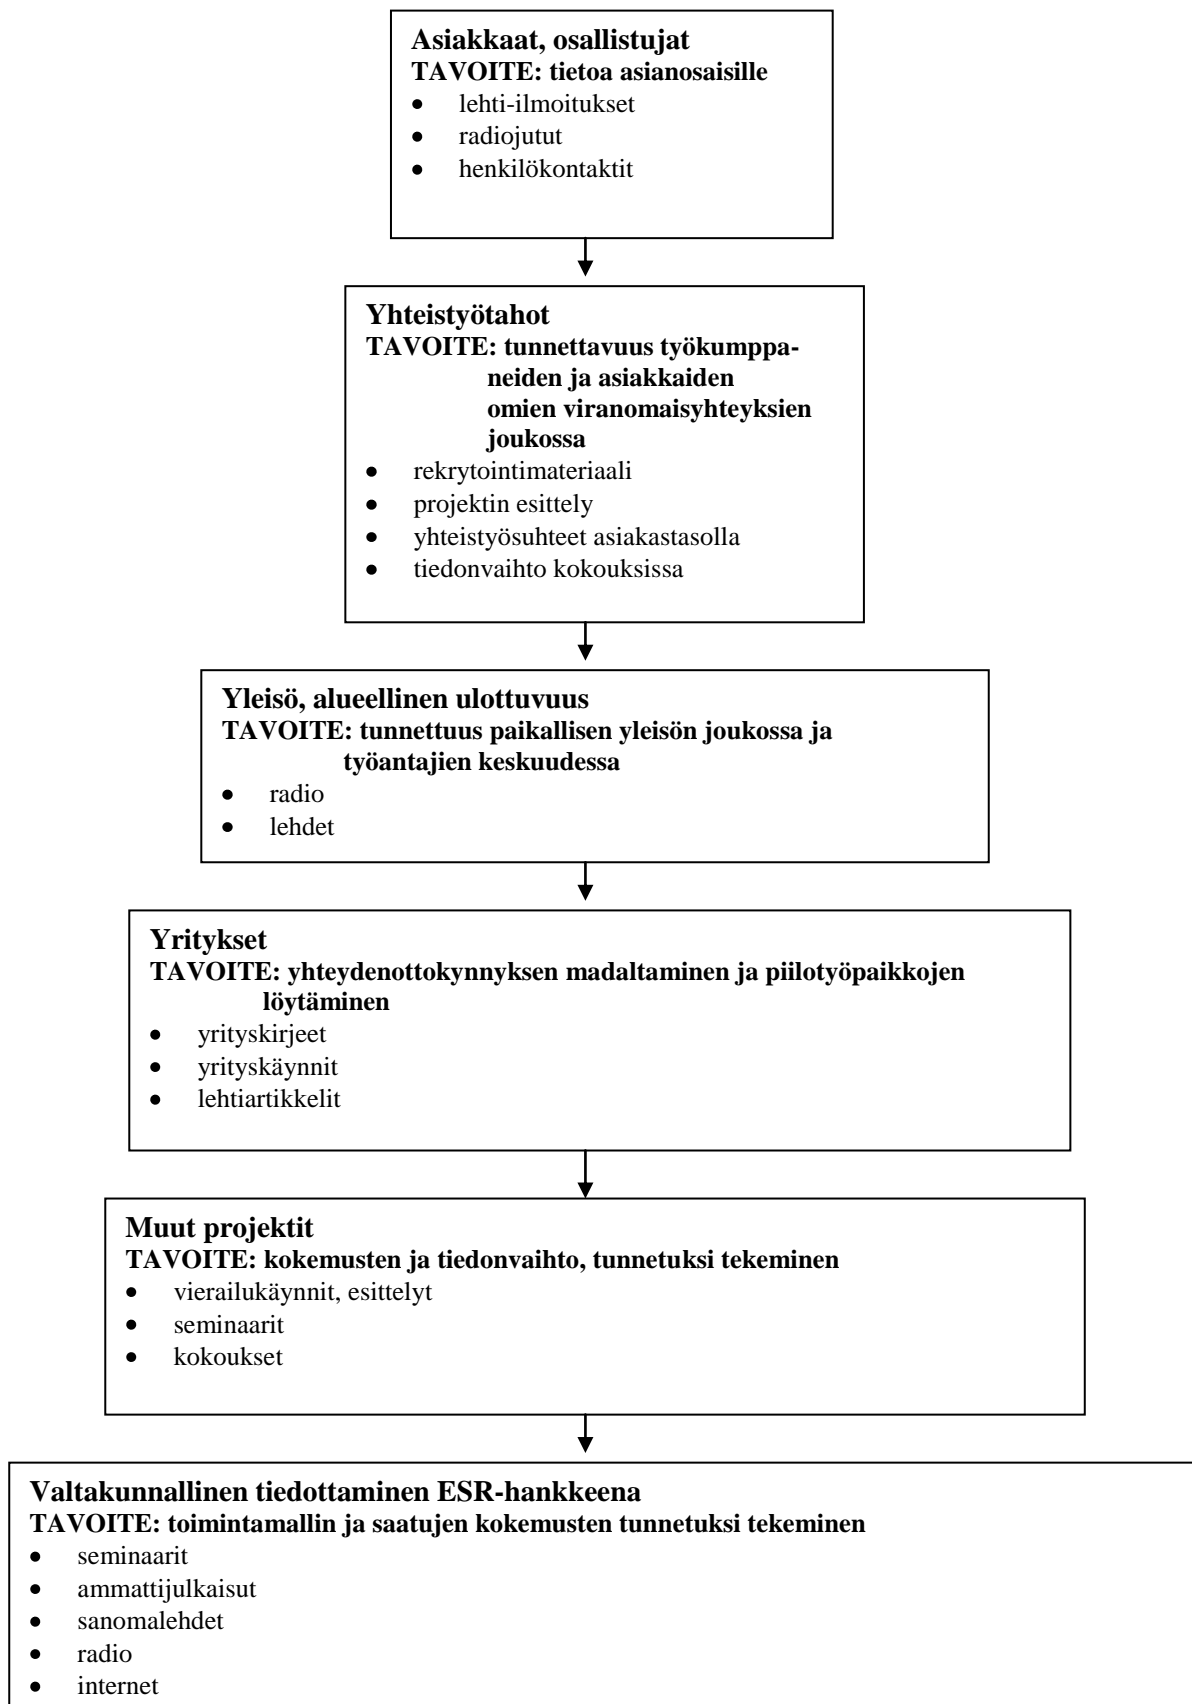 Asiakkaat, osallistujat
TAVOITE: tietoa asianosaisille
• lehti-ilmoitukset
• radiojutut
• henkilökontaktit
Yhteistyötahot
TAVOITE: tunnettavuus työkumppa-
neiden ja asiakkaiden
omien viranomaisyhteyksien
joukossa
• rekrytointimateriaali
• projektin esittely
• yhteistyösuhteet asiakastasolla
• tiedonvaihto kokouksissa
Yleisö, alueellinen ulottuvuus
TAVOITE: tunnettuus paikallisen yleisön joukossa ja
työantajien keskuudessa
• radio
• lehdet
Yritykset
TAVOITE: yhteydenottokynnyksen madaltaminen ja piilotyöpaikkojen
löytäminen
• yrityskirjeet
• yrityskäynnit
• lehtiartikkelit
Muut projektit
TAVOITE: kokemusten ja tiedonvaihto, tunnetuksi tekeminen
• vierailukäynnit, esittelyt
• seminaarit
• kokoukset
Valtakunnallinen tiedottaminen ESR-hankkeena
TAVOITE: toimintamallin ja saatujen kokemusten tunnetuksi tekeminen
• seminaarit
• ammattijulkaisut
• sanomalehdet
• radio
• internet